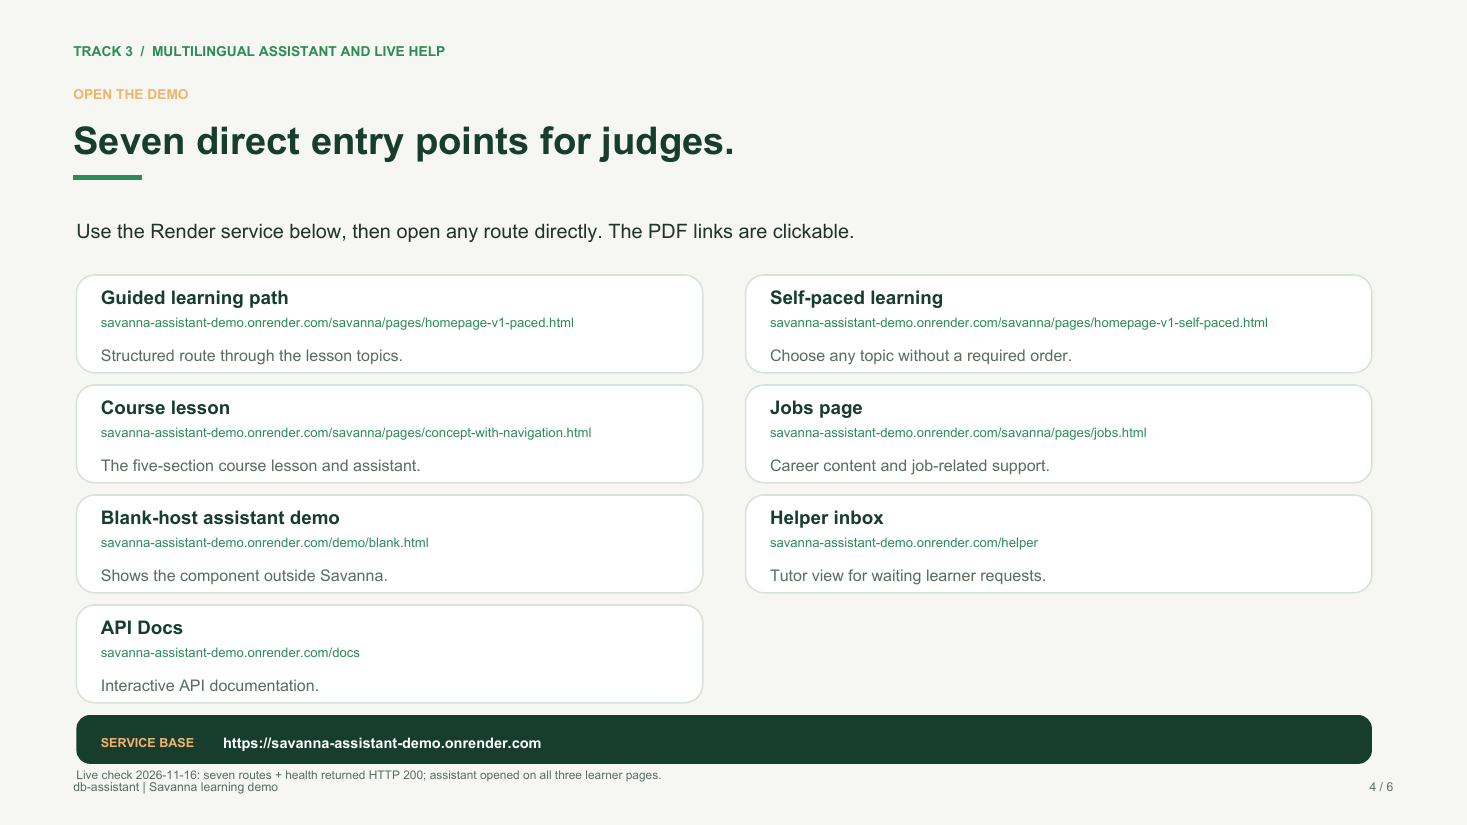 TRACK 3 / MULTILINGUAL ASSISTANT AND LIVE HELP
OPEN THE DEMO
Seven direct entry points for judges.
Use the Render service below, then open any route directly. The PDF links are clickable.
Guided learning path
savanna-assistant-demo.onrender.com/savanna/pages/homepage-v1-paced.html
Structured route through the lesson topics.
Self-paced learning
savanna-assistant-demo.onrender.com/savanna/pages/homepage-v1-self-paced.html
Choose any topic without a required order.
Course lesson
savanna-assistant-demo.onrender.com/savanna/pages/concept-with-navigation.html
The five-section course lesson and assistant.
Jobs page
savanna-assistant-demo.onrender.com/savanna/pages/jobs.html
Career content and job-related support.
Blank-host assistant demo
savanna-assistant-demo.onrender.com/demo/blank.html
Shows the component outside Savanna.
Helper inbox
savanna-assistant-demo.onrender.com/helper
Tutor view for waiting learner requests.
API Docs
savanna-assistant-demo.onrender.com/docs
Interactive API documentation.
SERVICE BASE https://savanna-assistant-demo.onrender.com
Live check 2026-11-16: seven routes + health returned HTTP 200; assistant opened on all three learner pages.
db-assistant | Savanna learning demo
4 / 6